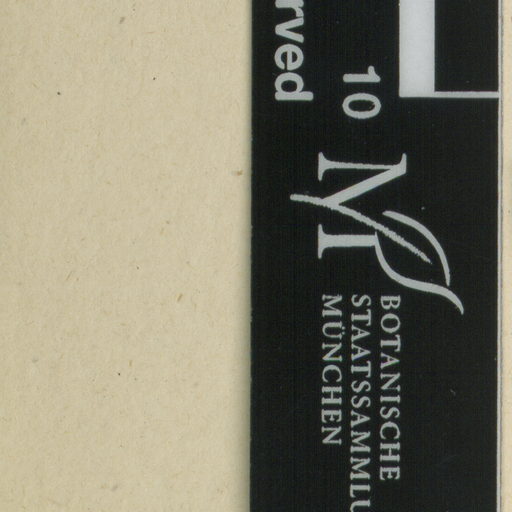 rved
10
BOTANISCHE
STAATSSAMMLU
MÜNCHEN